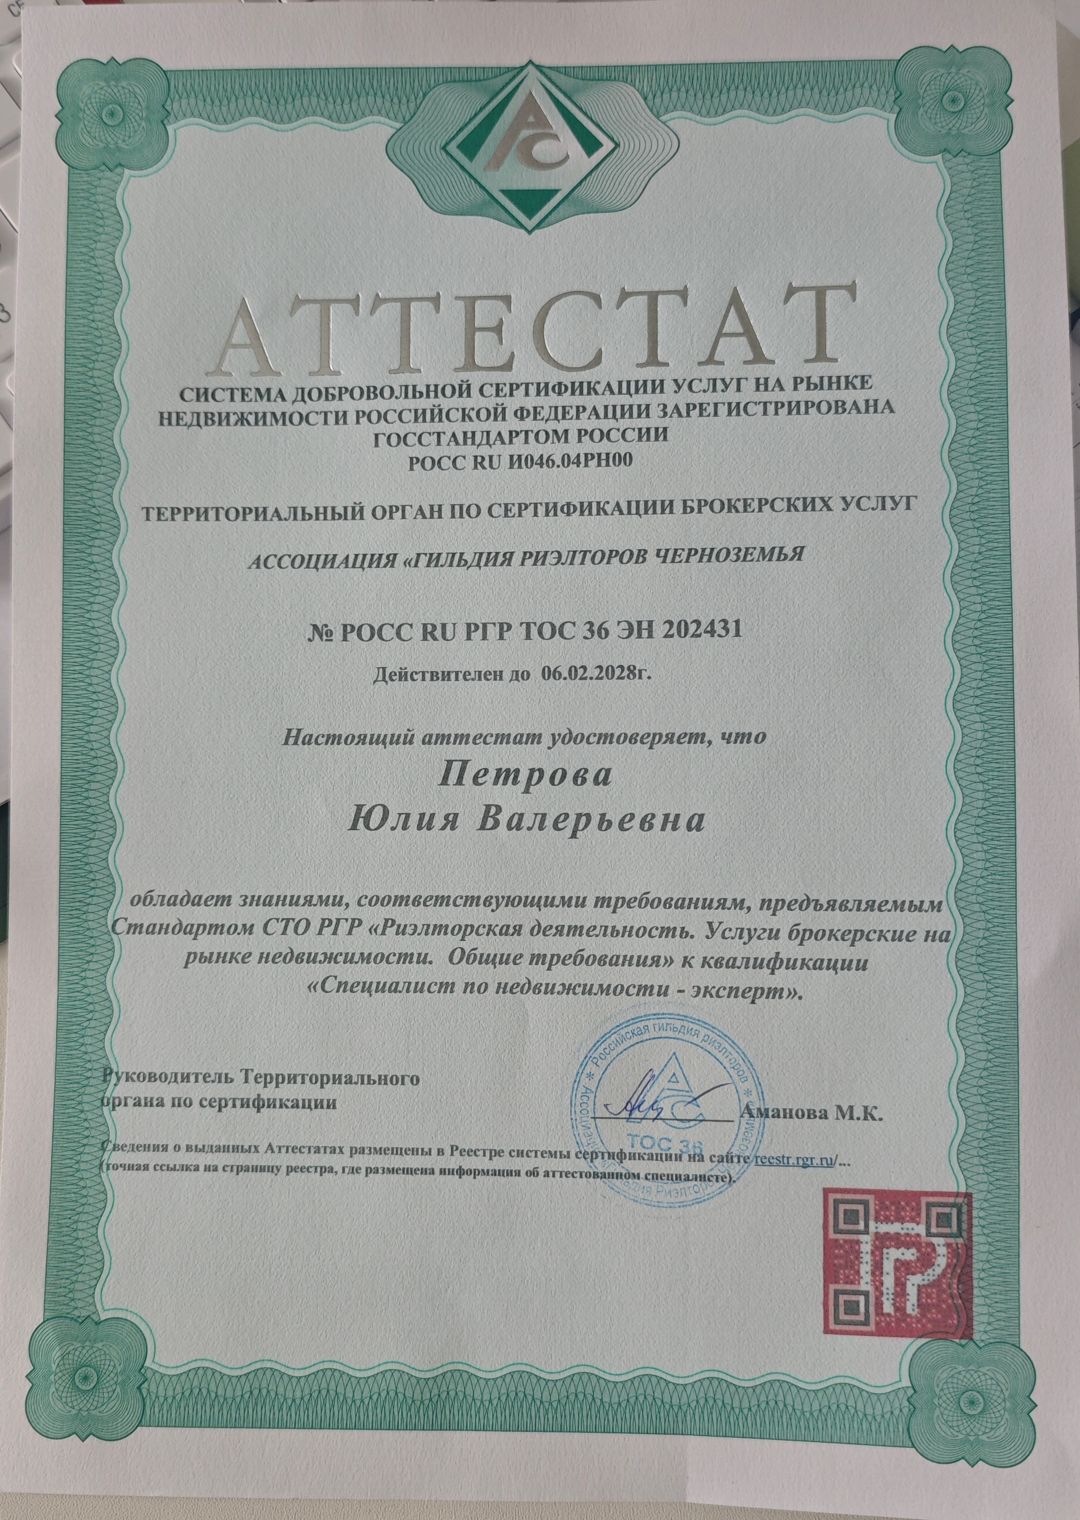 АС
АТТЕСТАТ
СИСТЕМА ДОБРОВОЛЬНОЙ СЕРТИФИКАЦИИ УСЛУГ НА РЫНКЕ
НЕДВИЖИМОСТИ РОССИЙСКОЙ ФЕДЕРАЦИИ ЗАРЕГИСТРИРОВАНА
ГОССТАНДАРТОМ РОССИИ
РОСС RU И046.04РН00
ТЕРРИТОРИАЛЬНЫЙ ОРГАН ПО СЕРТИФИКАЦИИ БРОКЕРСКИХ УСЛУГ
АССОЦИАЦИЯ «ГИЛЬДИЯ РИЭЛТОРОВ ЧЕРНОЗЕМЬЯ
№ РОСС RU РГР ТОС 36 ЭН 202431
Действителен до 06.02.2028г.
Настоящий аттестат удостоверяет, что
Петрова
Юлия Валерьевна
обладает знаниями, соответствующими требованиям, предъявляемым
Стандартом СТО РГР «Риэлторская деятельность. Услуги брокерские на
рынке недвижимости. Общие требования» к квалификации
«Специалист по недвижимости - эксперт».
Руководитель Территориального
органа по сертификации
Аманова М.К.
Российская гильдия риэлторов
ТОС 36
Сведения о выданных Аттестатах размещены в Реестре системы сертификации на сайте reestr.rgr.ru/...
(точная ссылка на страницу реестра, где размещена информация об аттестованном специалисте).